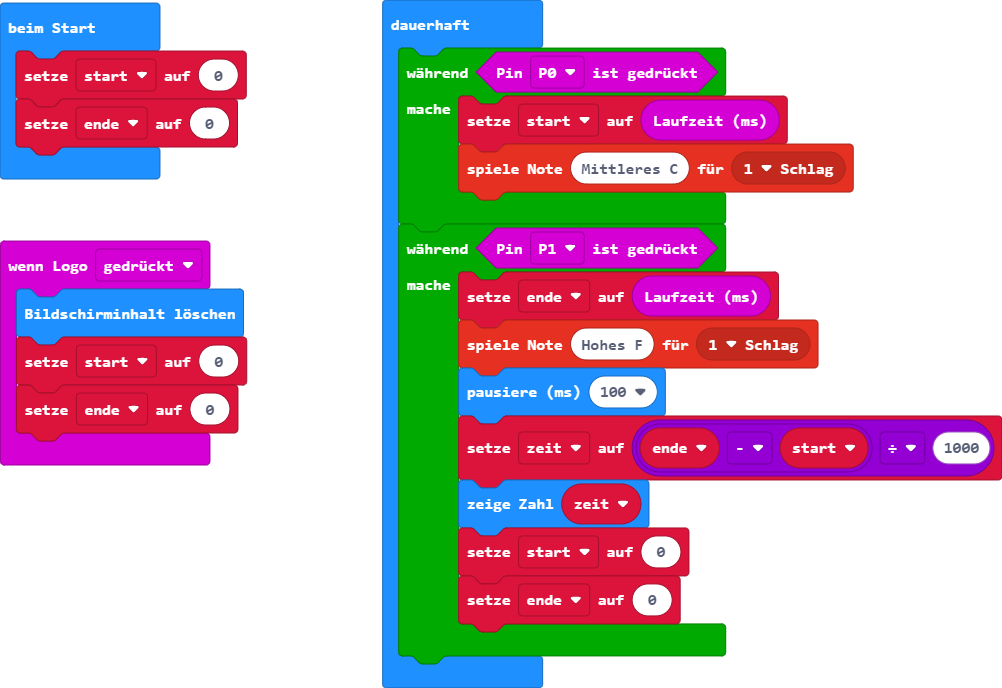 beim Start
setze start auf 0
setze ende auf 0
wenn Logo gedrückt
Bildschirminhalt löschen
setze start auf 0
setze ende auf 0
dauerhaft
während Pin P0 ist gedrückt
mache setze start auf Laufzeit (ms)
spiele Note Mittleres C für 1 Schlag
während Pin P1 ist gedrückt
mache setze ende auf Laufzeit (ms)
spiele Note Hohes F für 1 Schlag
pausiere (ms) 100
setze zeit auf ende - start ÷ 1000
zeige Zahl zeit
setze start auf 0
setze ende auf 0